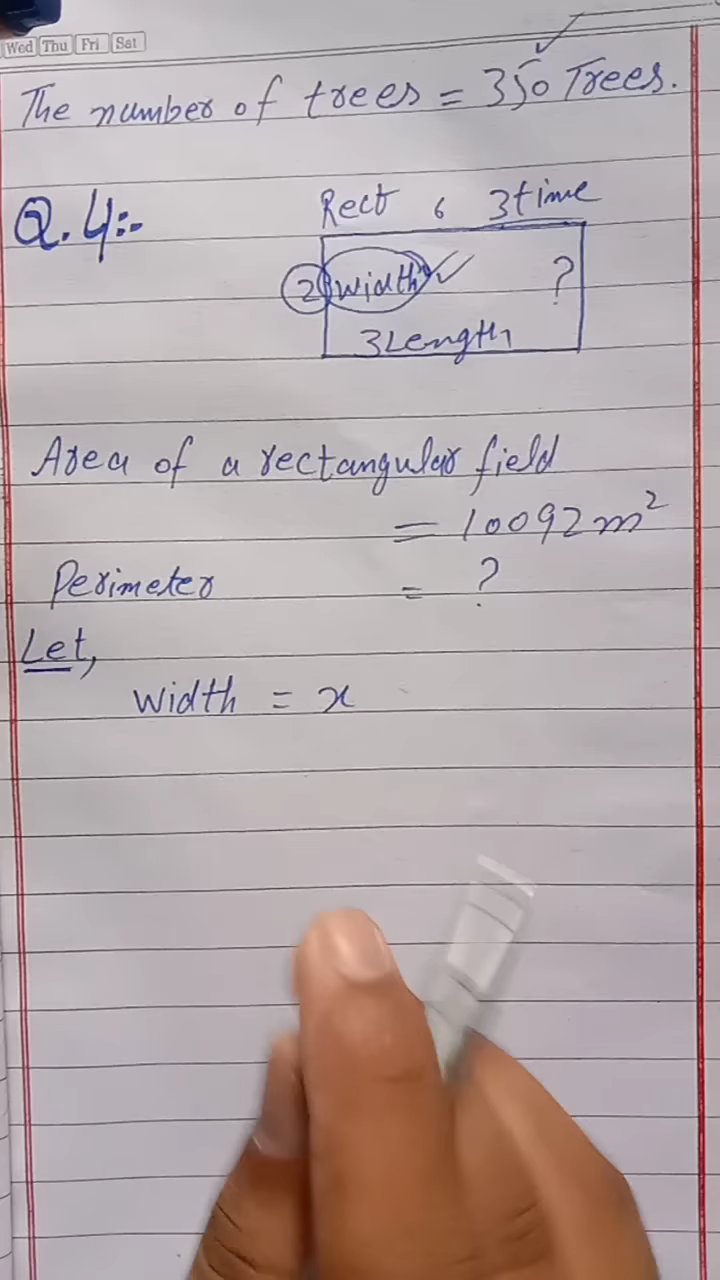 Wed Thu Fri Sat
The number of trees = 350 Trees.
Q.4:-
Rect 6 3time
2 width ?
3Length
Area of a rectangular field
= 10092 m²
Perimeter = ?
Let,
width = x